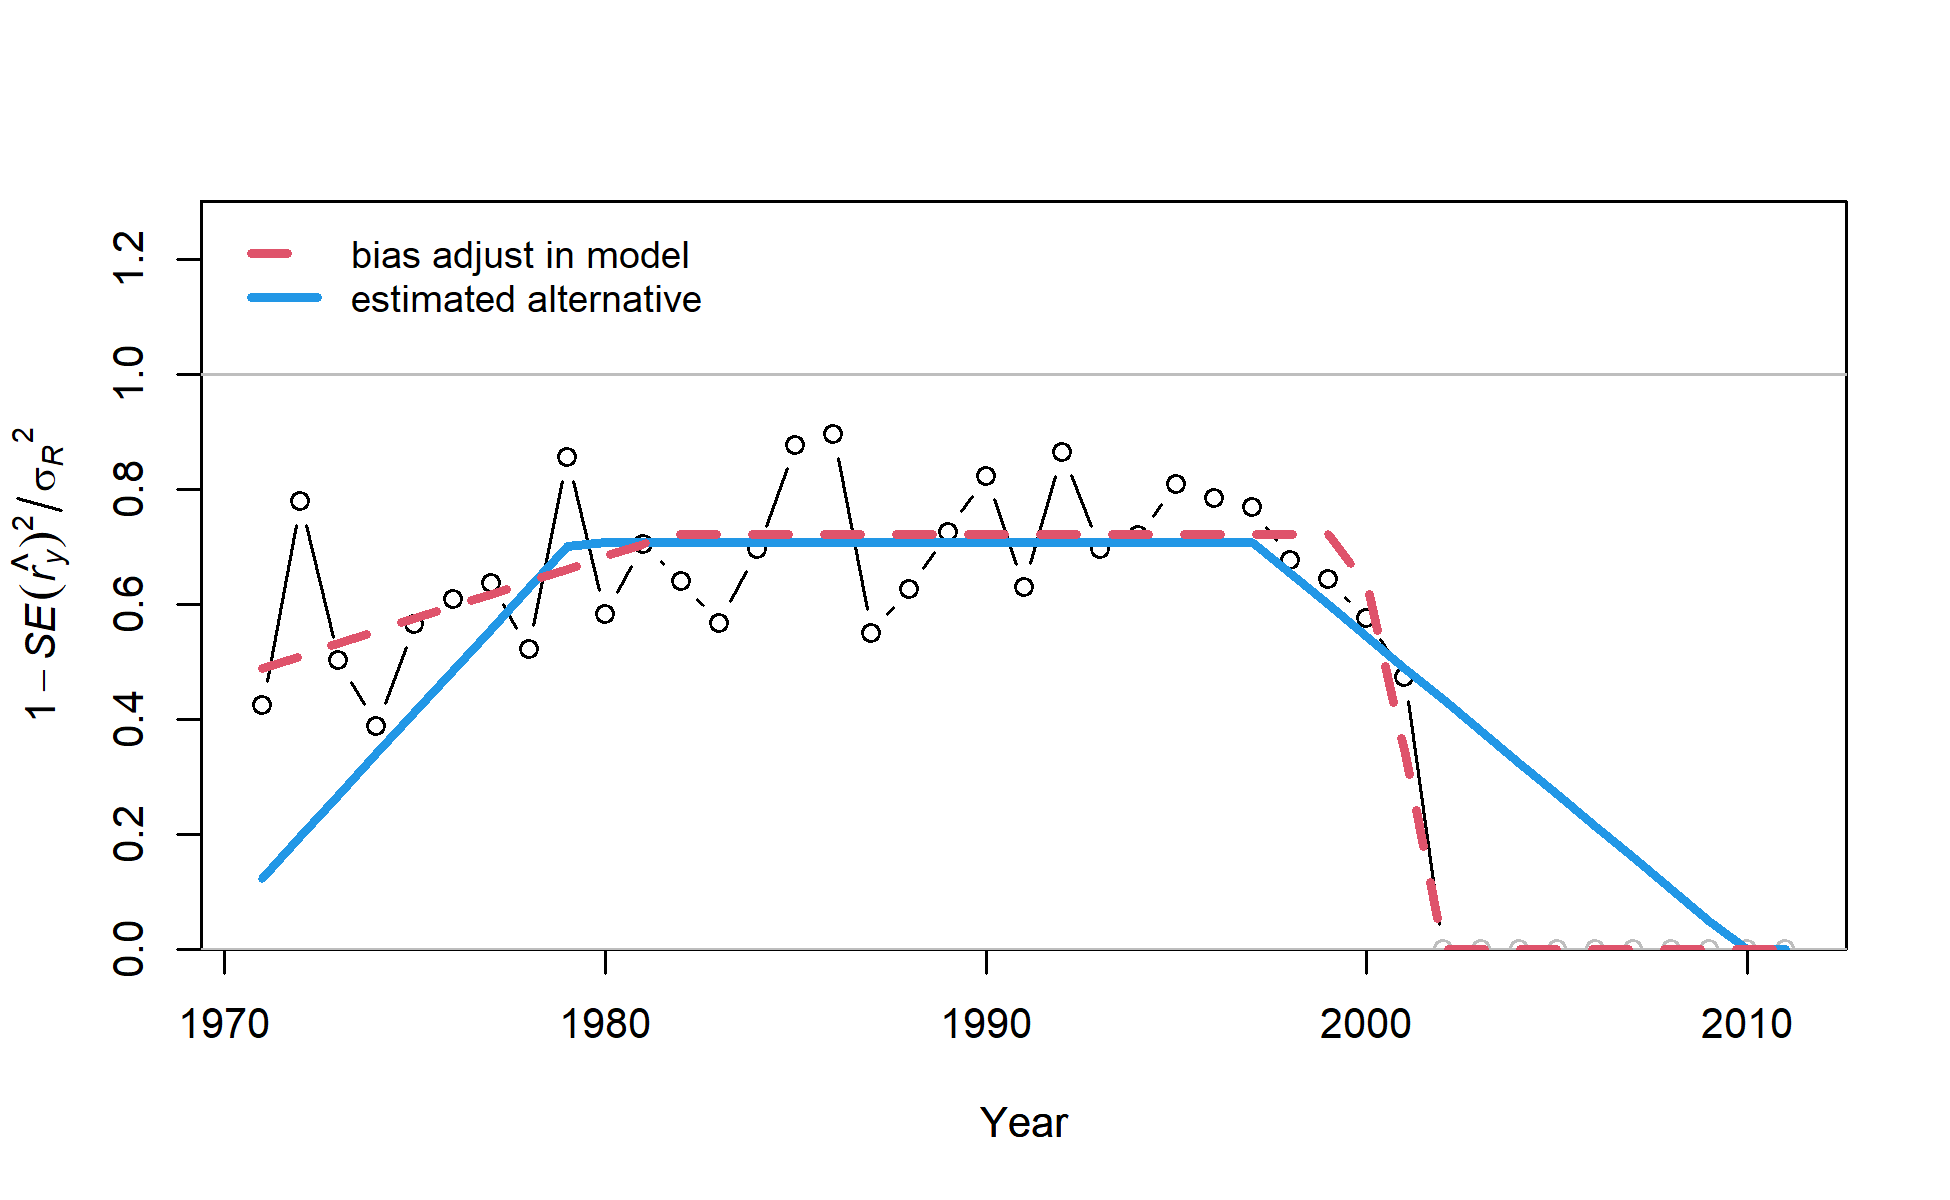 bias adjust in model
estimated alternative
1.2
1.0
0.8
0.6
0.4
0.2
0.0
1 − SE(r̂y)² / σR²
1970 1980 1990 2000 2010
Year